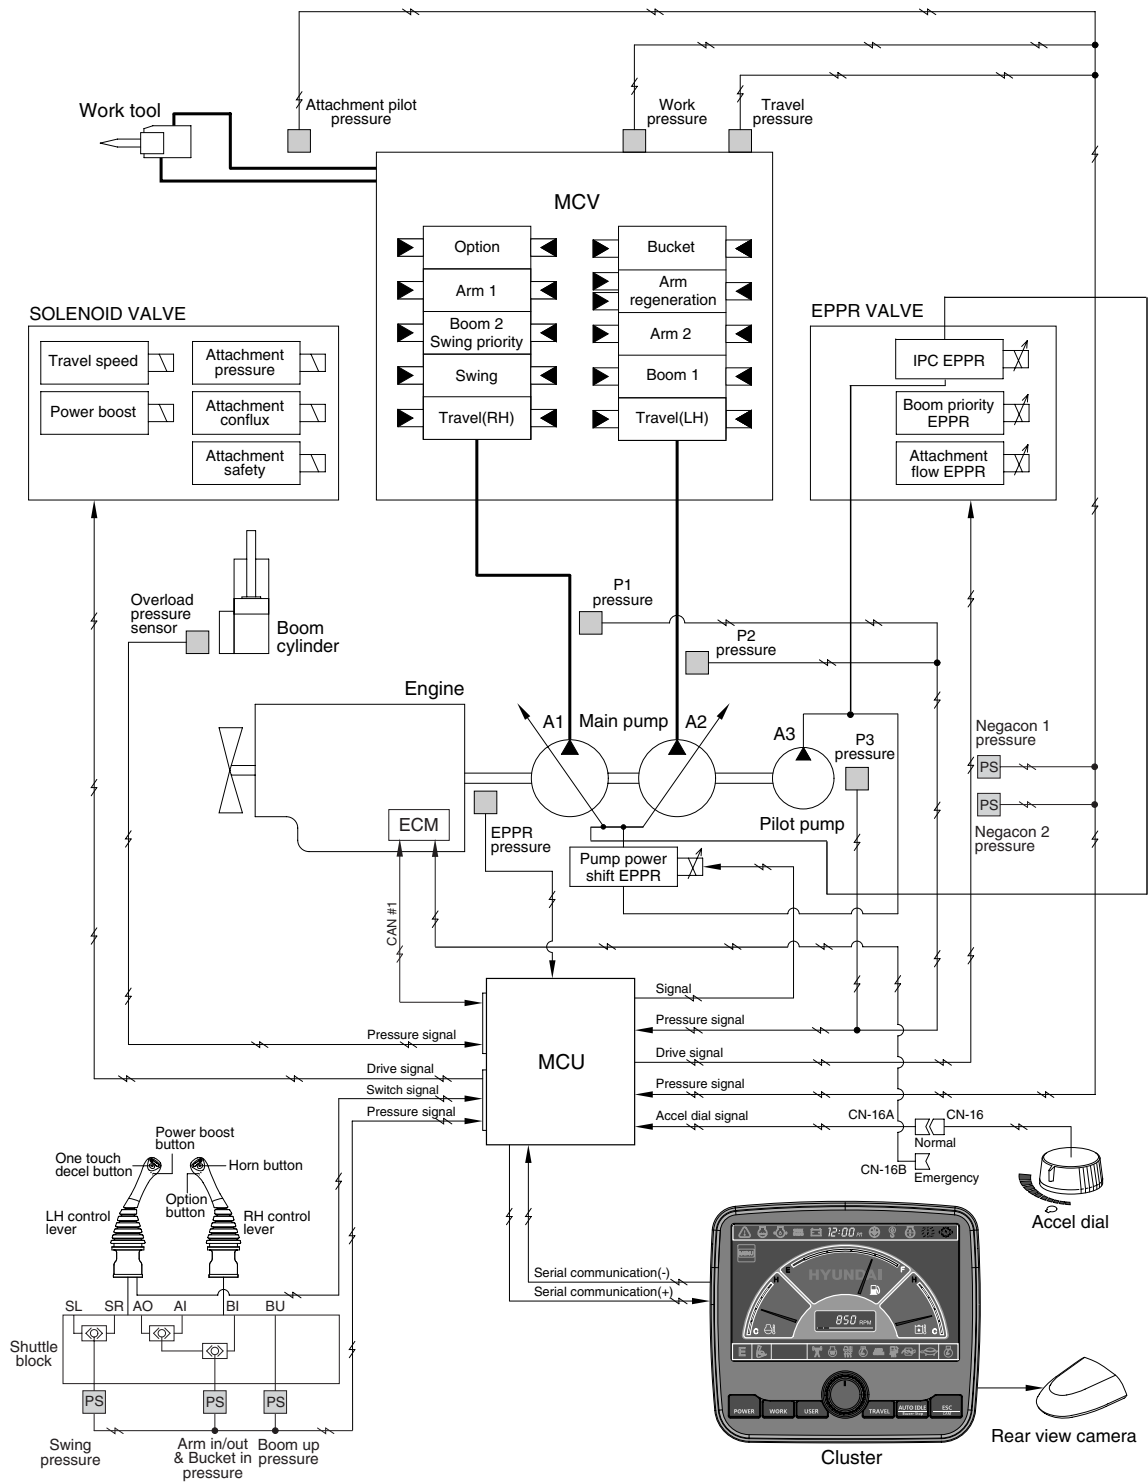 Work tool
Attachment pilot
pressure
Work
pressure
Travel
pressure
MCV
Option
Arm 1
Boom 2
Swing priority
Swing
Travel(RH)
Bucket
Arm
regeneration
Arm 2
Boom 1
Travel(LH)
SOLENOID VALVE
Travel speed
Power boost
Attachment
pressure
Attachment
conflux
Attachment
safety
EPPR VALVE
IPC EPPR
Boom priority
EPPR
Attachment
flow EPPR
Overload
pressure
sensor
Boom
cylinder
P1
pressure
P2
pressure
Engine
A1
Main pump
A2
A3
P3
pressure
Negacon 1
pressure
PS
PS
Negacon 2
pressure
ECM
EPPR
pressure
Pilot pump
Pump power
shift EPPR
CAN #1
MCU
Pressure signal
Drive signal
Switch signal
Pressure signal
Signal
Pressure signal
Drive signal
Pressure signal
Accel dial signal
CN-16A
CN-16
Normal
CN-16B
Emergency
Accel dial
Power boost
button
One touch
decel button
Horn button
Option
button
LH control
lever
RH control
lever
SL
SR
AO
AI
BI
BU
Shuttle
block
PS
PS
PS
Swing
pressure
Arm in/out
& Bucket in
pressure
Boom up
pressure
Serial communication(-)
Serial communication(+)
12:00
MENU
E
F
H
H
C
C
HYUNDAI
850 RPM
E
POWER
WORK
USER
TRAVEL
AUTO IDLE
ESC
Cluster
Rear view camera